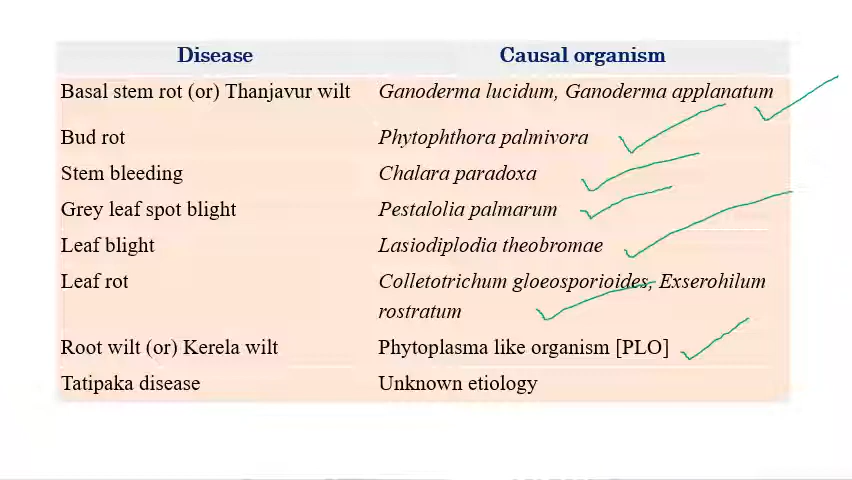 Disease Causal organism
Basal stem rot (or) Thanjavur wilt Ganoderma lucidum, Ganoderma applanatum
Bud rot Phytophthora palmivora
Stem bleeding Chalara paradoxa
Grey leaf spot blight Pestalolia palmarum
Leaf blight Lasiodiplodia theobromae
Leaf rot Colletotrichum gloeosporioides, Exserohilum
rostratum
Root wilt (or) Kerela wilt Phytoplasma like organism [PLO]
Tatipaka disease Unknown etiology